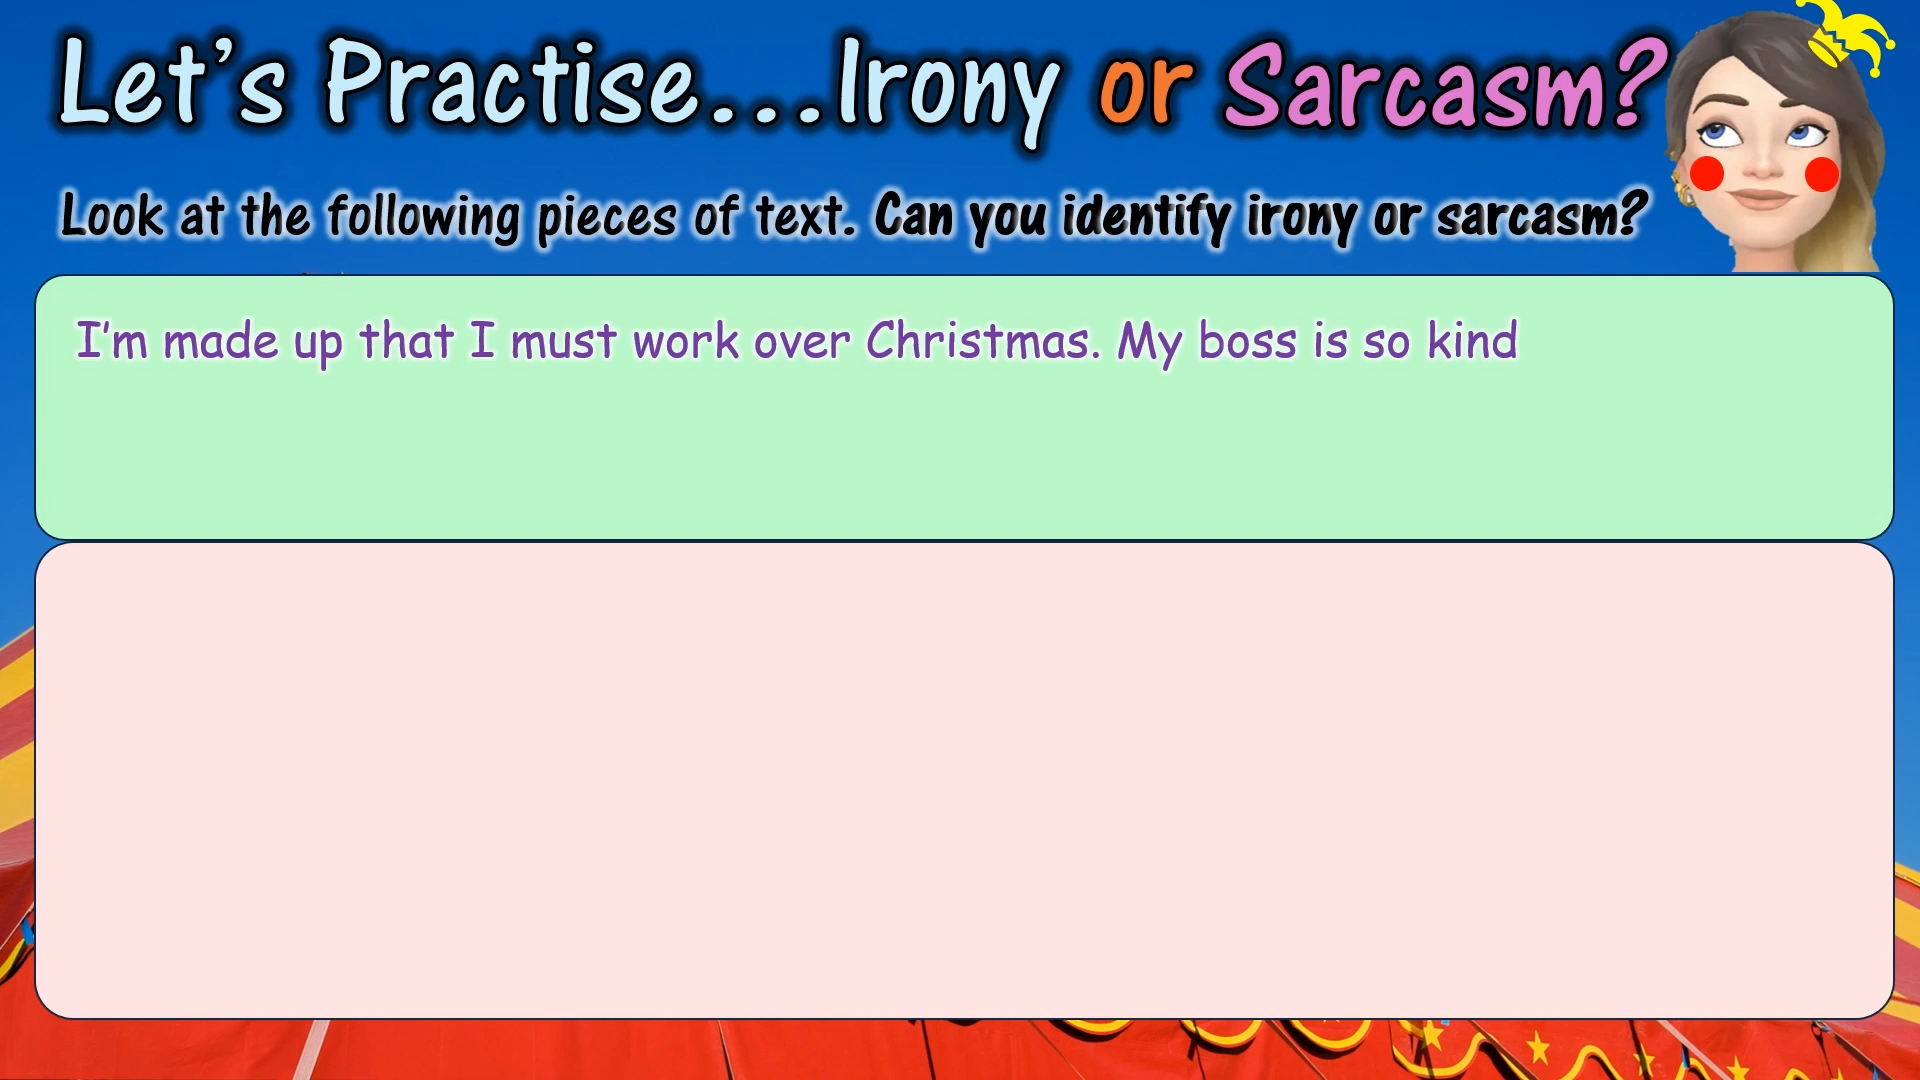 Let’s Practise...Irony or Sarcasm?
Look at the following pieces of text. Can you identify irony or sarcasm?
I’m made up that I must work over Christmas. My boss is so kind